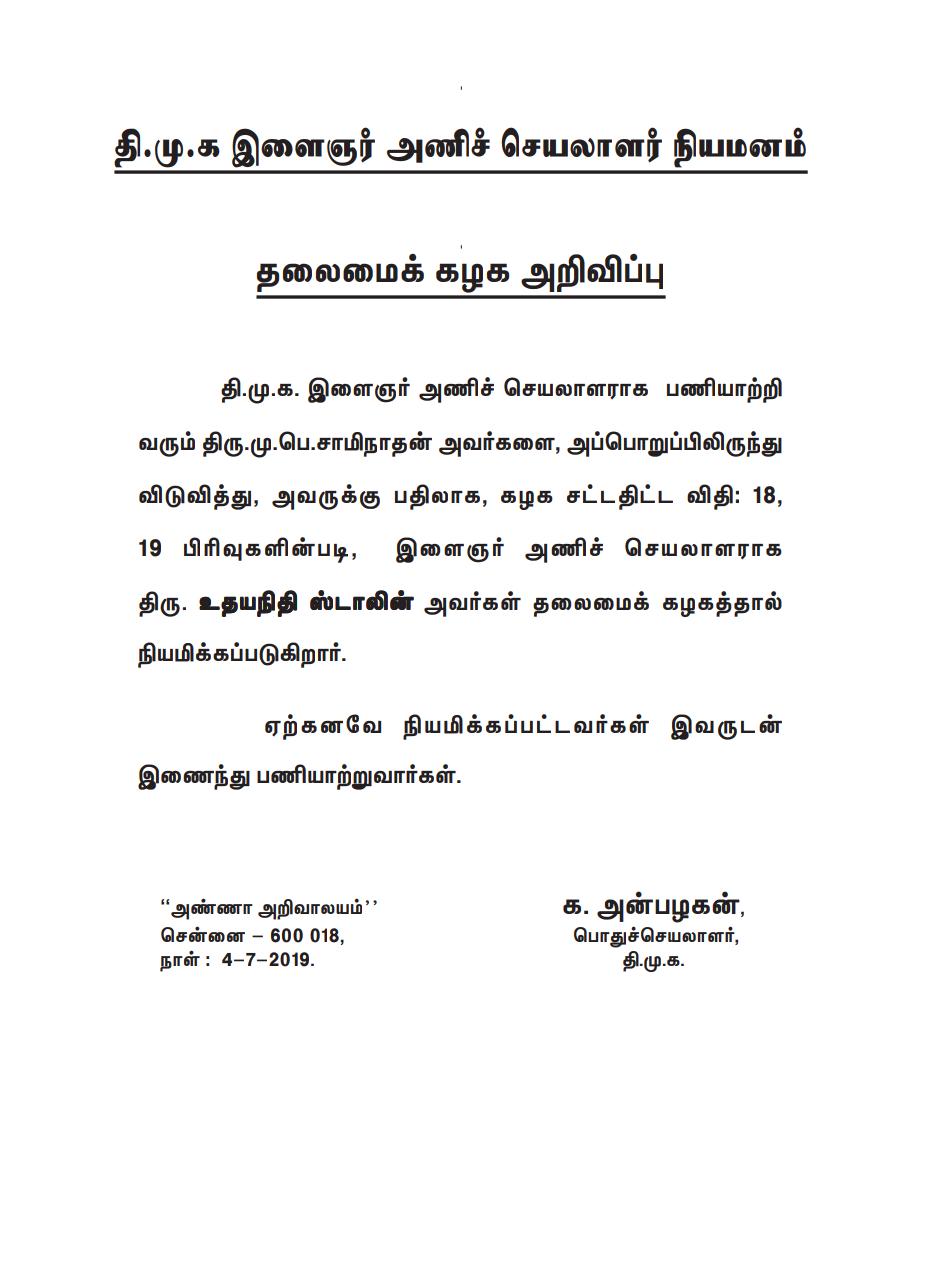 தி.மு.க இளைஞர் அணிச் செயலாளர் நியமனம்
தலைமைக் கழக அறிவிப்பு
தி.மு.க. இளைஞர் அணிச் செயலாளராக பணியாற்றி
வரும் திரு.மு.பெ.சாமிநாதன் அவர்களை, அப்பொறுப்பிலிருந்து
விடுவித்து, அவருக்கு பதிலாக, கழக சட்டதிட்ட விதி: 18,
19 பிரிவுகளின்படி, இளைஞர் அணிச் செயலாளராக
திரு. உதயநிதி ஸ்டாலின் அவர்கள் தலைமைக் கழகத்தால்
நியமிக்கப்படுகிறார்.
ஏற்கனவே நியமிக்கப்பட்டவர்கள் இவருடன்
இணைந்து பணியாற்றுவார்கள்.
“அண்ணா அறிவாலயம்’’
சென்னை – 600 018,
நாள் : 4–7–2019.
க. அன்பழகன்,
பொதுச்செயலாளர்,
தி.மு.க.